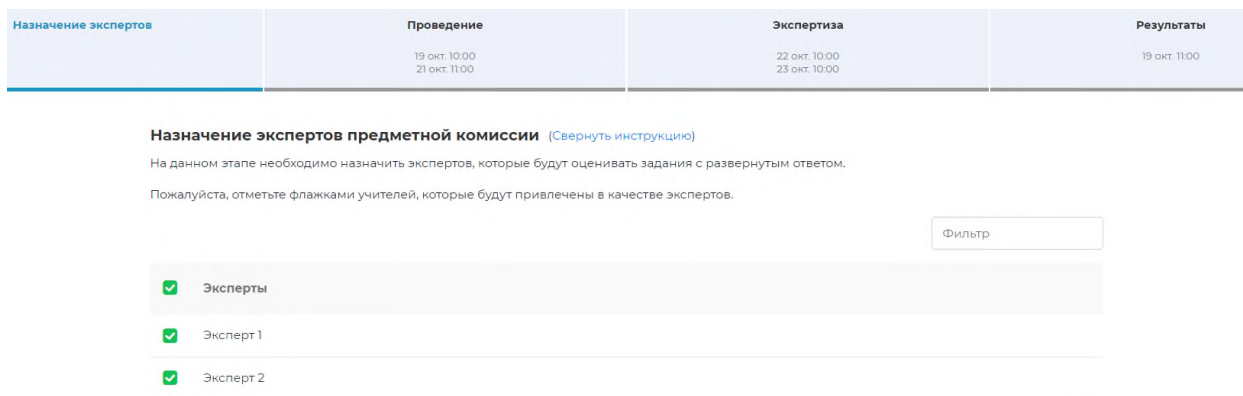 Назначение экспертов
Проведение
19 окт. 10:00
21 окт. 11:00
Экспертиза
22 окт. 10:00
23 окт. 10:00
Результаты
19 окт. 11:00
Назначение экспертов предметной комиссии (Свернуть инструкцию)
На данном этапе необходимо назначить экспертов, которые будут оценивать задания с развернутым ответом.
Пожалуйста, отметьте флажками учителей, которые будут привлечены в качестве экспертов.
Фильтр
Эксперты
Эксперт 1
Эксперт 2